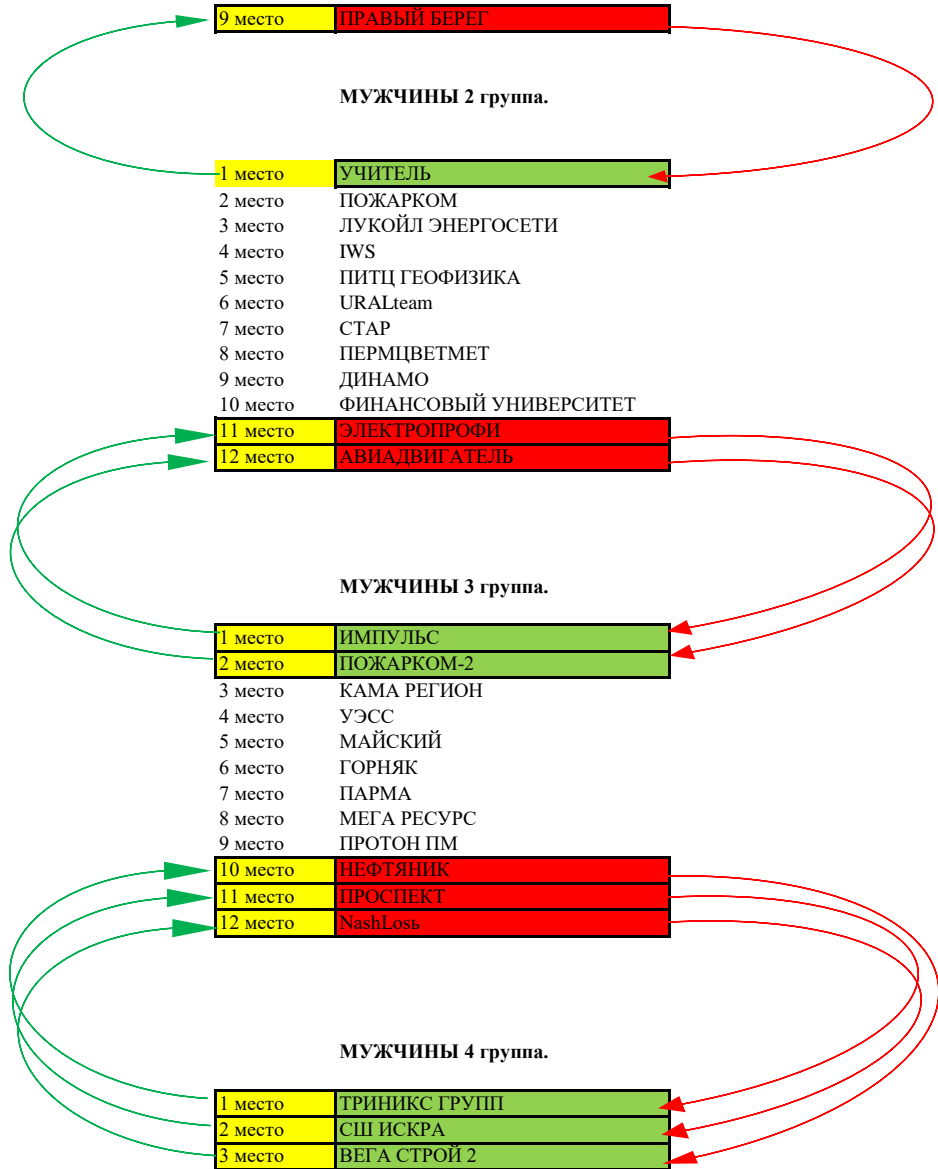 9 место ПРАВЫЙ БЕРЕГ
МУЖЧИНЫ 2 группа.
1 место УЧИТЕЛЬ
2 место ПОЖАРКОМ
3 место ЛУКОЙЛ ЭНЕРГОСЕТИ
4 место IWS
5 место ПИТЦ ГЕОФИЗИКА
6 место URALteam
7 место СТАР
8 место ПЕРМЦВЕТМЕТ
9 место ДИНАМО
10 место ФИНАНСОВЫЙ УНИВЕРСИТЕТ
11 место ЭЛЕКТРОПРОФИ
12 место АВИАДВИГАТЕЛЬ
МУЖЧИНЫ 3 группа.
1 место ИМПУЛЬС
2 место ПОЖАРКОМ-2
3 место КАМА РЕГИОН
4 место УЭСС
5 место МАЙСКИЙ
6 место ГОРНЯК
7 место ПАРМА
8 место МЕГА РЕСУРС
9 место ПРОТОН ПМ
10 место НЕФТЯНИК
11 место ПРОСПЕКТ
12 место NashLosь
МУЖЧИНЫ 4 группа.
1 место ТРИНИКС ГРУПП
2 место СШ ИСКРА
3 место ВЕГА СТРОЙ 2